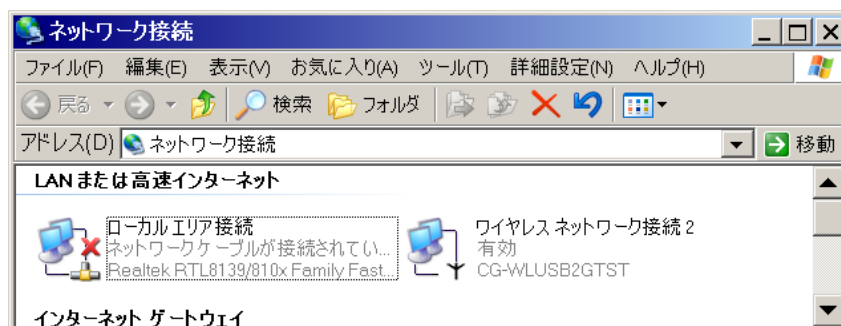 ネットワーク接続
ファイル(F) 編集(E) 表示(V) お気に入り(A) ツール(T) 詳細設定(N) ヘルプ(H)
戻る 検索 フォルダ
アドレス(D) ネットワーク接続 移動
LAN または高速インターネット
ローカル エリア接続
ネットワークケーブルが接続されてい...
Realtek RTL8139/810x Family Fast...
ワイヤレス ネットワーク接続 2
有効
CG-WLUSB2GTST
インターネット ゲートウェイ